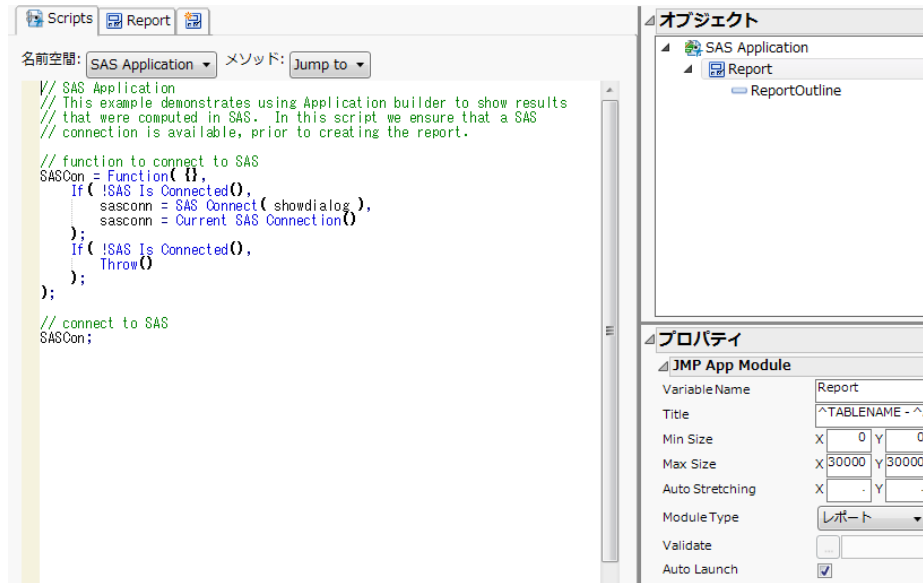 Scripts Report
名前空間: SAS Application メソッド: Jump to
// SAS Application
// This example demonstrates using Application builder to show results
// that were computed in SAS.  In this script we ensure that a SAS
// connection is available, prior to creating the report.
// function to connect to SAS
SASCon = Function( {},
If( !SAS Is Connected(),
sasconn = SAS Connect( showdialog ),
sasconn = Current SAS Connection()
);
If( !SAS Is Connected(),
Throw()
);
);
// connect to SAS
SASCon;
オブジェクト
SAS Application
Report
ReportOutline
プロパティ
JMP App Module
Variable Name Report
Title ^TABLENAME - ^
Min Size X 0 Y 0
Max Size X 30000 Y 30000
Auto Stretching X . Y .
Module Type レポート
Validate ...
Auto Launch